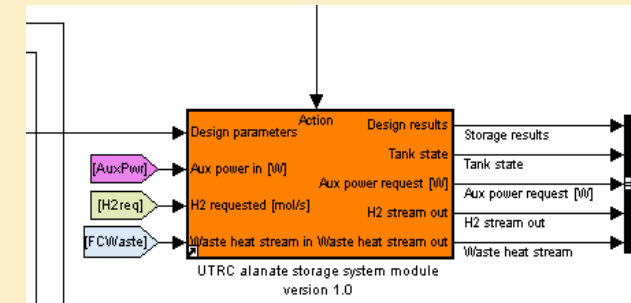 Action
Design parameters
Design results
Storage results
[AuxPwr]
Aux power in [W]
Tank state
Tank state
Aux power request [W]
Aux power request [W]
[H2req]
H2 requested [mol/s]
H2 stream out
H2 stream out
[FCWaste]
Waste heat stream in
Waste heat stream out
Waste heat stream
UTRC alanate storage system module
version 1.0